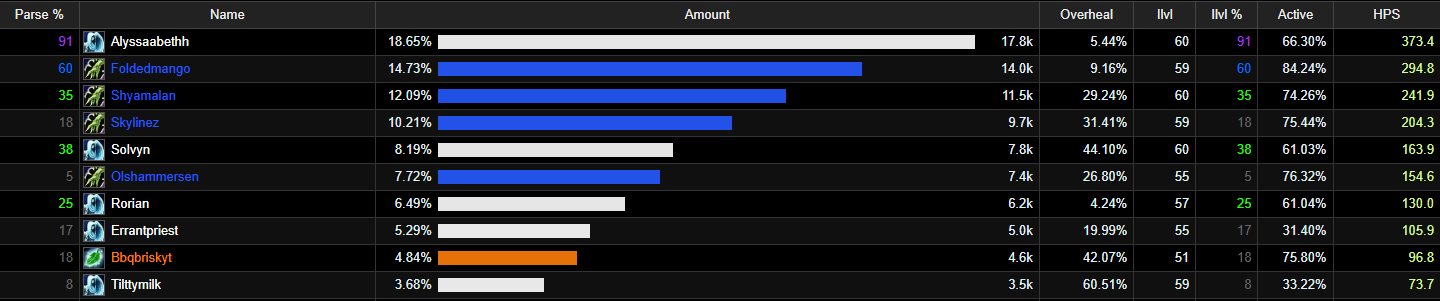 Parse % Name Amount Overheal Ilvl Ilvl % Active HPS
91 Alyssaabethh 18.65% 17.8k 5.44% 60 91 66.30% 373.4
60 Foldedmango 14.73% 14.0k 9.16% 59 60 84.24% 294.8
35 Shyamalan 12.09% 11.5k 29.24% 60 35 74.26% 241.9
18 Skylinez 10.21% 9.7k 31.41% 59 18 75.44% 204.3
38 Solvyn 8.19% 7.8k 44.10% 60 38 61.03% 163.9
5 Olshammersen 7.72% 7.4k 26.80% 55 5 76.32% 154.6
25 Rorian 6.49% 6.2k 4.24% 57 25 61.04% 130.0
17 Errantpriest 5.29% 5.0k 19.99% 55 17 31.40% 105.9
18 Bbqbriskyt 4.84% 4.6k 42.07% 51 18 75.80% 96.8
8 Tilttymilk 3.68% 3.5k 60.51% 59 8 33.22% 73.7